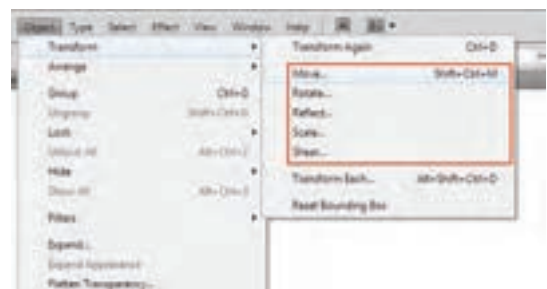 Object Type Select Effect View Window Help
Transform
Arrange
Group Ctrl+G
Ungroup Shift+Ctrl+G
Lock
Unlock All Alt+Ctrl+2
Hide
Show All Alt+Ctrl+3
Filters
Expand...
Expand Appearance
Flatten Transparency...
Transform Again Ctrl+D
Move... Shift+Ctrl+M
Rotate...
Reflect...
Scale...
Shear...
Transform Each... Alt+Shift+Ctrl+D
Reset Bounding Box